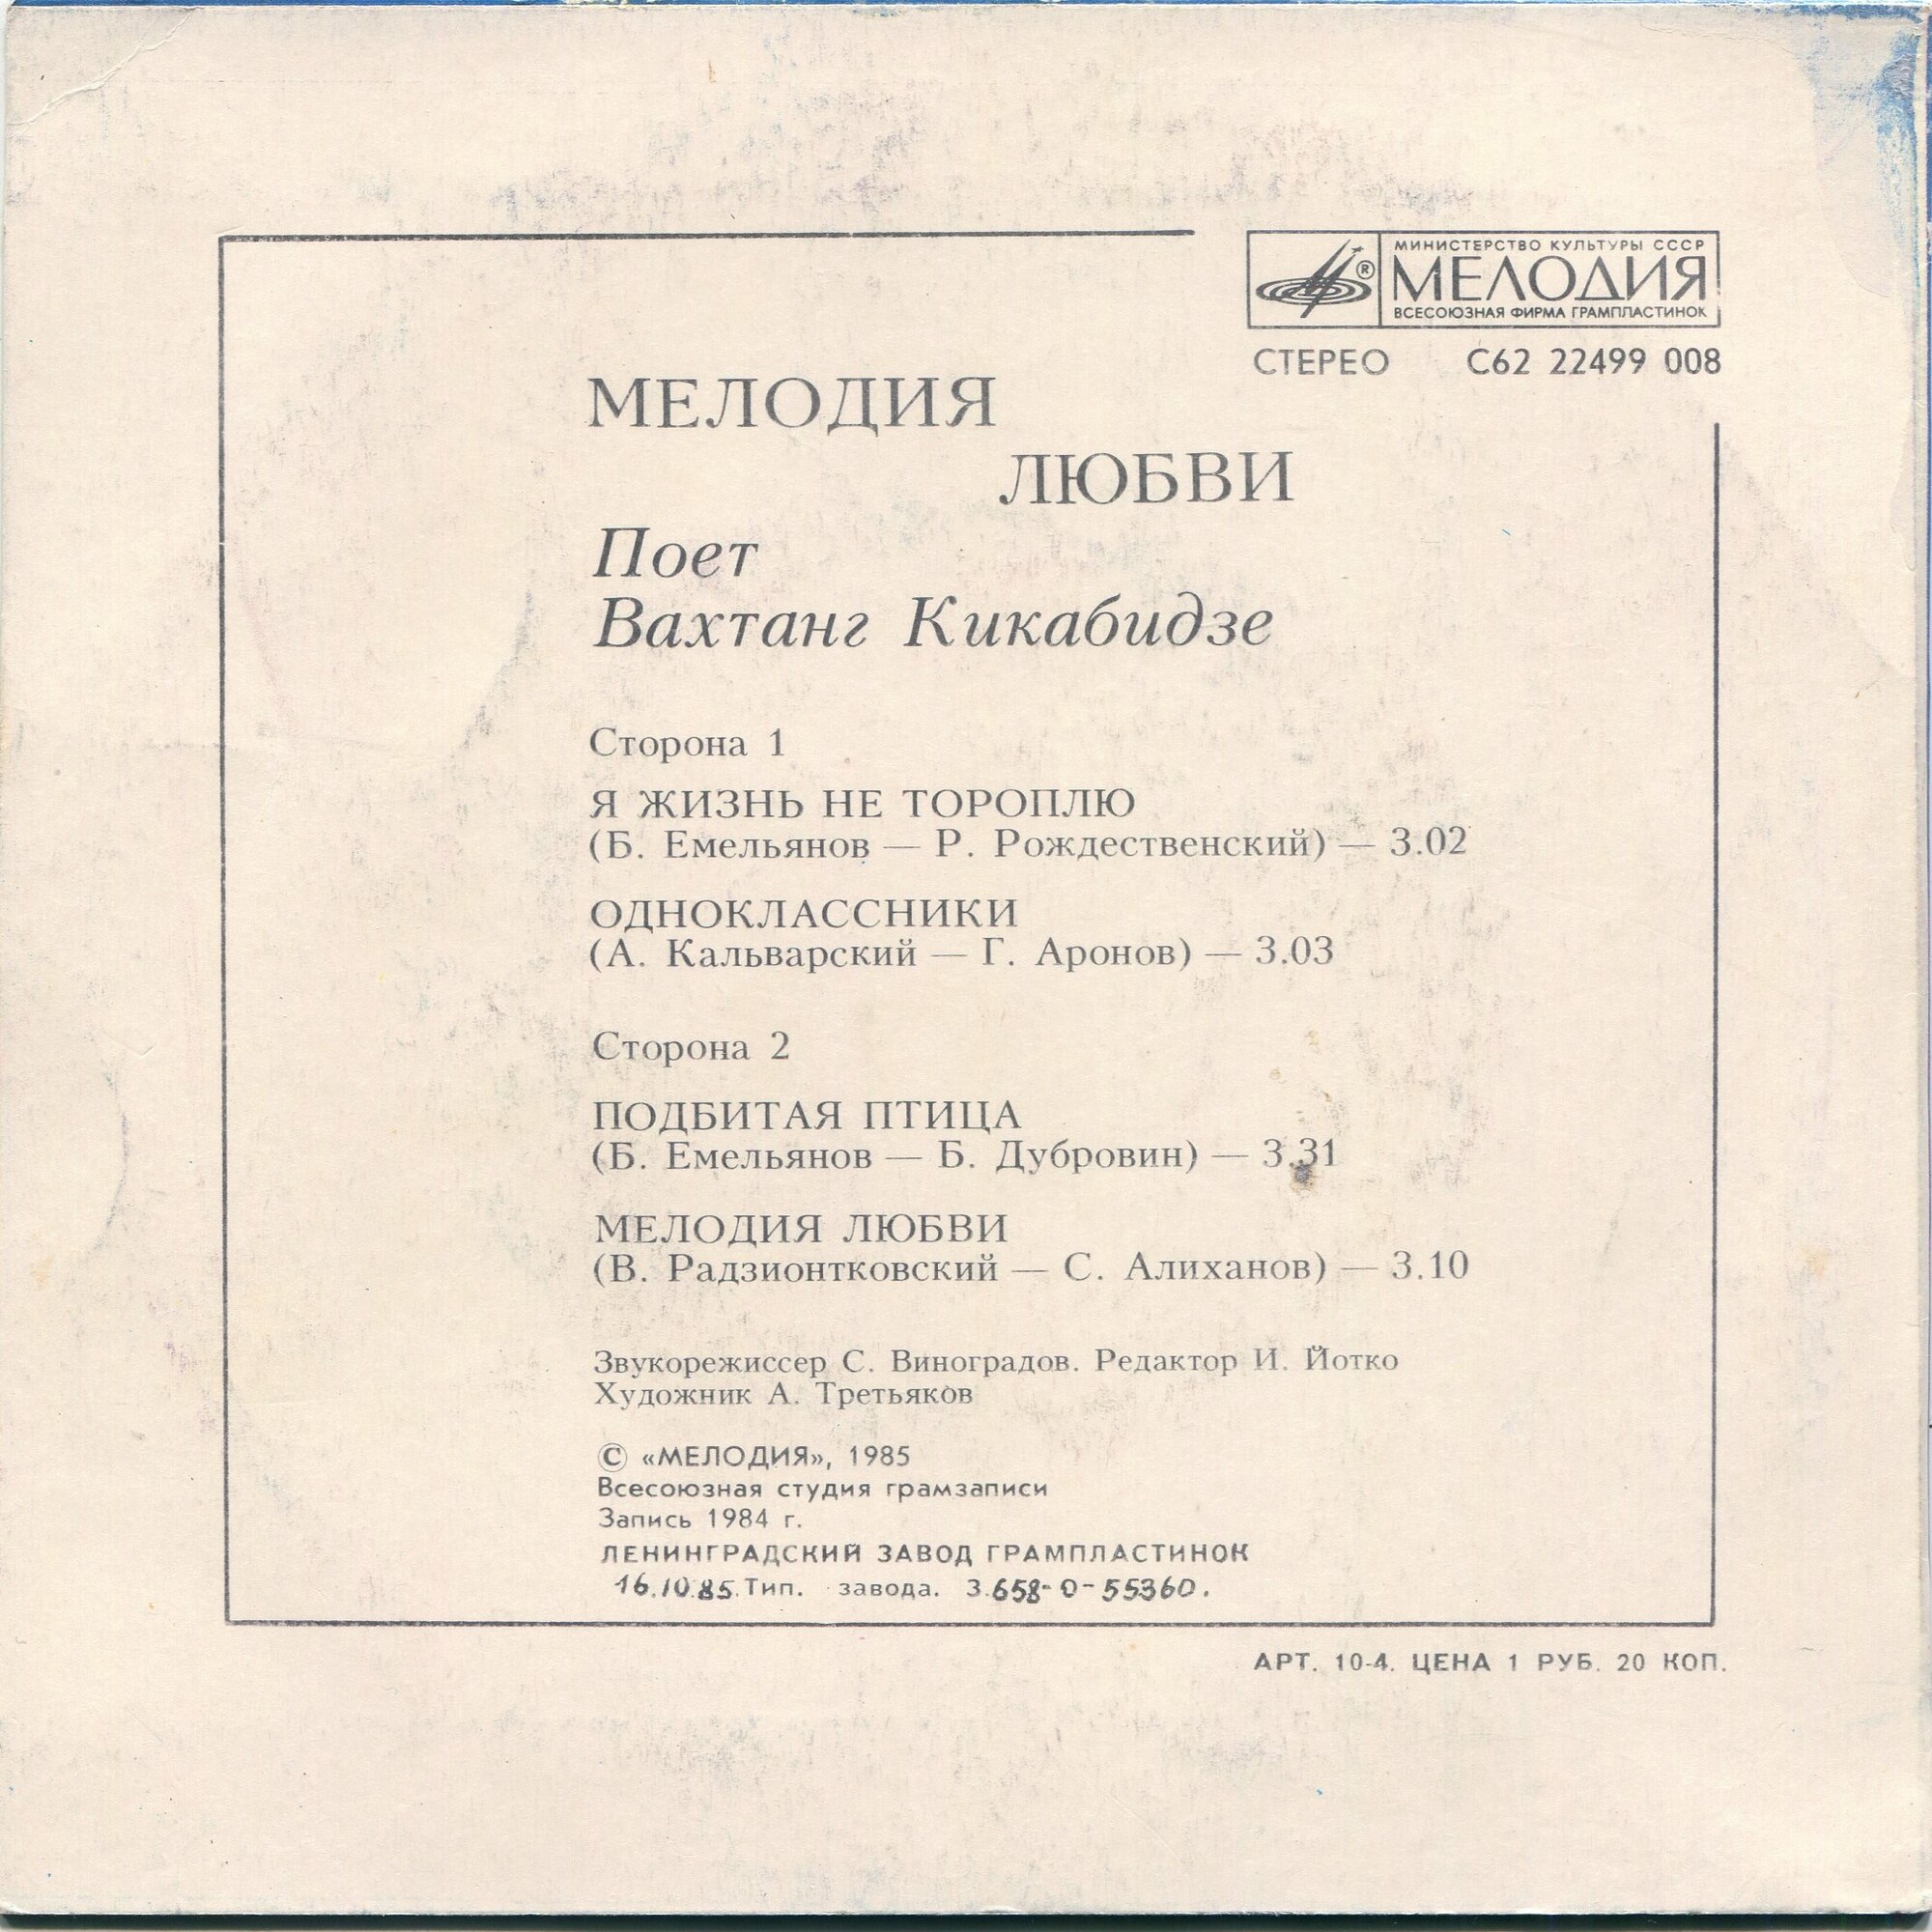 МИНИСТЕРСТВО КУЛЬТУРЫ СССР
МЕЛОДИЯ
ВСЕСОЮЗНАЯ ФИРМА ГРАМПЛАСТИНОК
®
СТЕРЕО С62 22499 008
МЕЛОДИЯ
ЛЮБВИ
Поет
Вахтанг Кикабидзе
Сторона 1
Я ЖИЗНЬ НЕ ТОРОПЛЮ
(Б. Емельянов — Р. Рождественский) — 3.02
ОДНОКЛАССНИКИ
(А. Кальварский — Г. Аронов) — 3.03
Сторона 2
ПОДБИТАЯ ПТИЦА
(Б. Емельянов — Б. Дубровин) — 3.31
МЕЛОДИЯ ЛЮБВИ
(В. Радзионтковский — С. Алиханов) — 3.10
Звукорежиссер С. Виноградов. Редактор И. Йотко
Художник А. Третьяков
© «МЕЛОДИЯ», 1985
Всесоюзная студия грамзаписи
Запись 1984 г.
ЛЕНИНГРАДСКИЙ ЗАВОД ГРАМПЛАСТИНОК
16.10.85. Тип. завода. З.658-0-55360.
АРТ. 10-4. ЦЕНА 1 РУБ. 20 КОП.